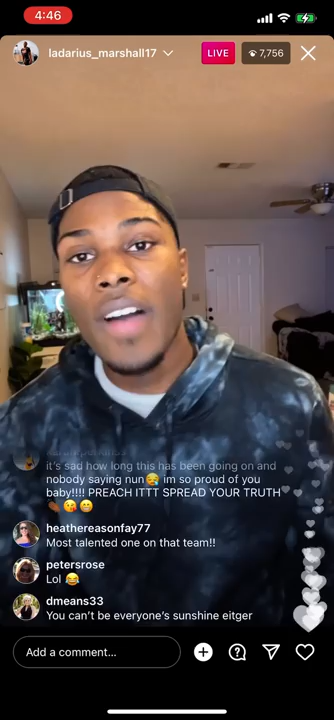 4:46
ladarius_marshall17
LIVE
7,756
it's sad how long this has been going on and
nobody saying nun😪 im so proud of you
baby!!!! PREACH ITTT SPREAD YOUR TRUTH
👏🏾😘😋
heathereasonfay77
Most talented one on that team!!
petersrose
Lol 😂
dmeans33
You can't be everyone's sunshine eitger
Add a comment...